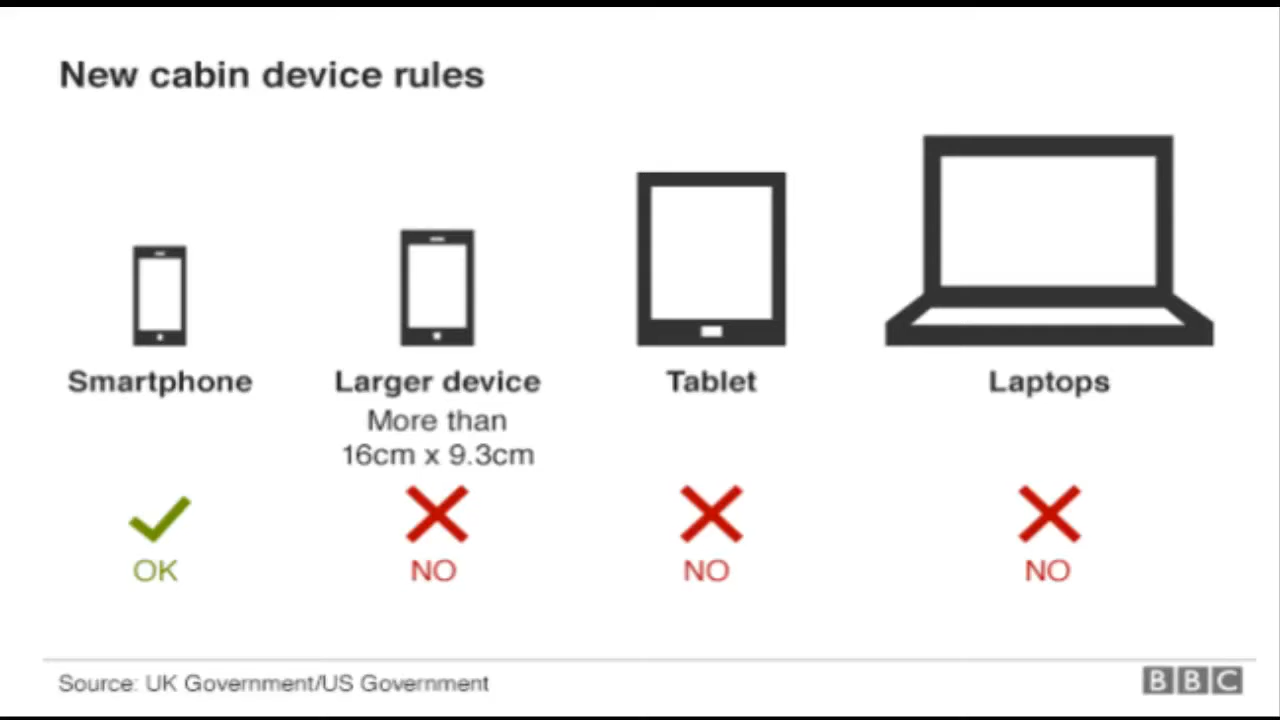 New cabin device rules
Smartphone
Larger device
More than
16cm x 9.3cm
Tablet
Laptops
OK
NO
NO
NO
Source: UK Government/US Government
BBC